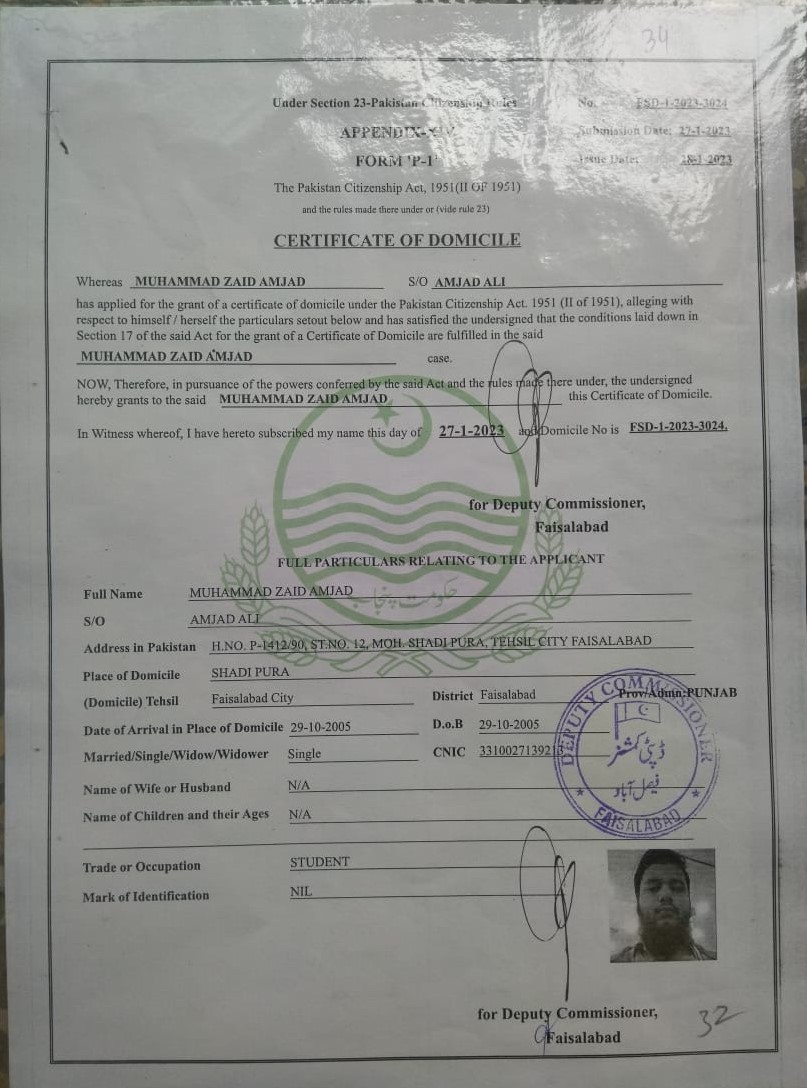 34
Under Section 23-Pakistan Citizenship Rules
No. FSD-1-2023-3024
APPENDIX-XIV
Submission Date: 27-1-2023
FORM 'P-1'
Issue Date: 28-1-2023
The Pakistan Citizenship Act, 1951(II OF 1951)
and the rules made there under or (vide rule 23)
CERTIFICATE OF DOMICILE
Whereas MUHAMMAD ZAID AMJAD S/O AMJAD ALI
has applied for the grant of a certificate of domicile under the Pakistan Citizenship Act. 1951 (II of 1951), alleging with
respect to himself / herself the particulars setout below and has satisfied the undersigned that the conditions laid down in
Section 17 of the said Act for the grant of a Certificate of Domicile are fulfilled in the said
MUHAMMAD ZAID AMJAD case.
NOW, Therefore, in pursuance of the powers conferred by the said Act and the rules made there under, the undersigned
hereby grants to the said MUHAMMAD ZAID AMJAD this Certificate of Domicile.
In Witness whereof, I have hereto subscribed my name this day of 27-1-2023 and Domicile No is FSD-1-2023-3024.
for Deputy Commissioner,
Faisalabad
FULL PARTICULARS RELATING TO THE APPLICANT
Full Name MUHAMMAD ZAID AMJAD
حکومت پنجاب
S/O AMJAD ALI
Address in Pakistan H.NO. P-1412/90, ST.NO. 12, MOH. SHADI PURA, TEHSIL CITY FAISALABAD
Place of Domicile SHADI PURA
(Domicile) Tehsil Faisalabad City District Faisalabad Prov/Admn:PUNJAB
Date of Arrival in Place of Domicile 29-10-2005 D.o.B 29-10-2005
Married/Single/Widow/Widower Single CNIC
DEPUTY COMMISSIONER
ڈپٹی کمشنر
فیصل آباد
FAISALABAD
Name of Wife or Husband N/A
Name of Children and their Ages N/A
Trade or Occupation STUDENT
Mark of Identification NIL
for Deputy Commissioner,
Faisalabad
32